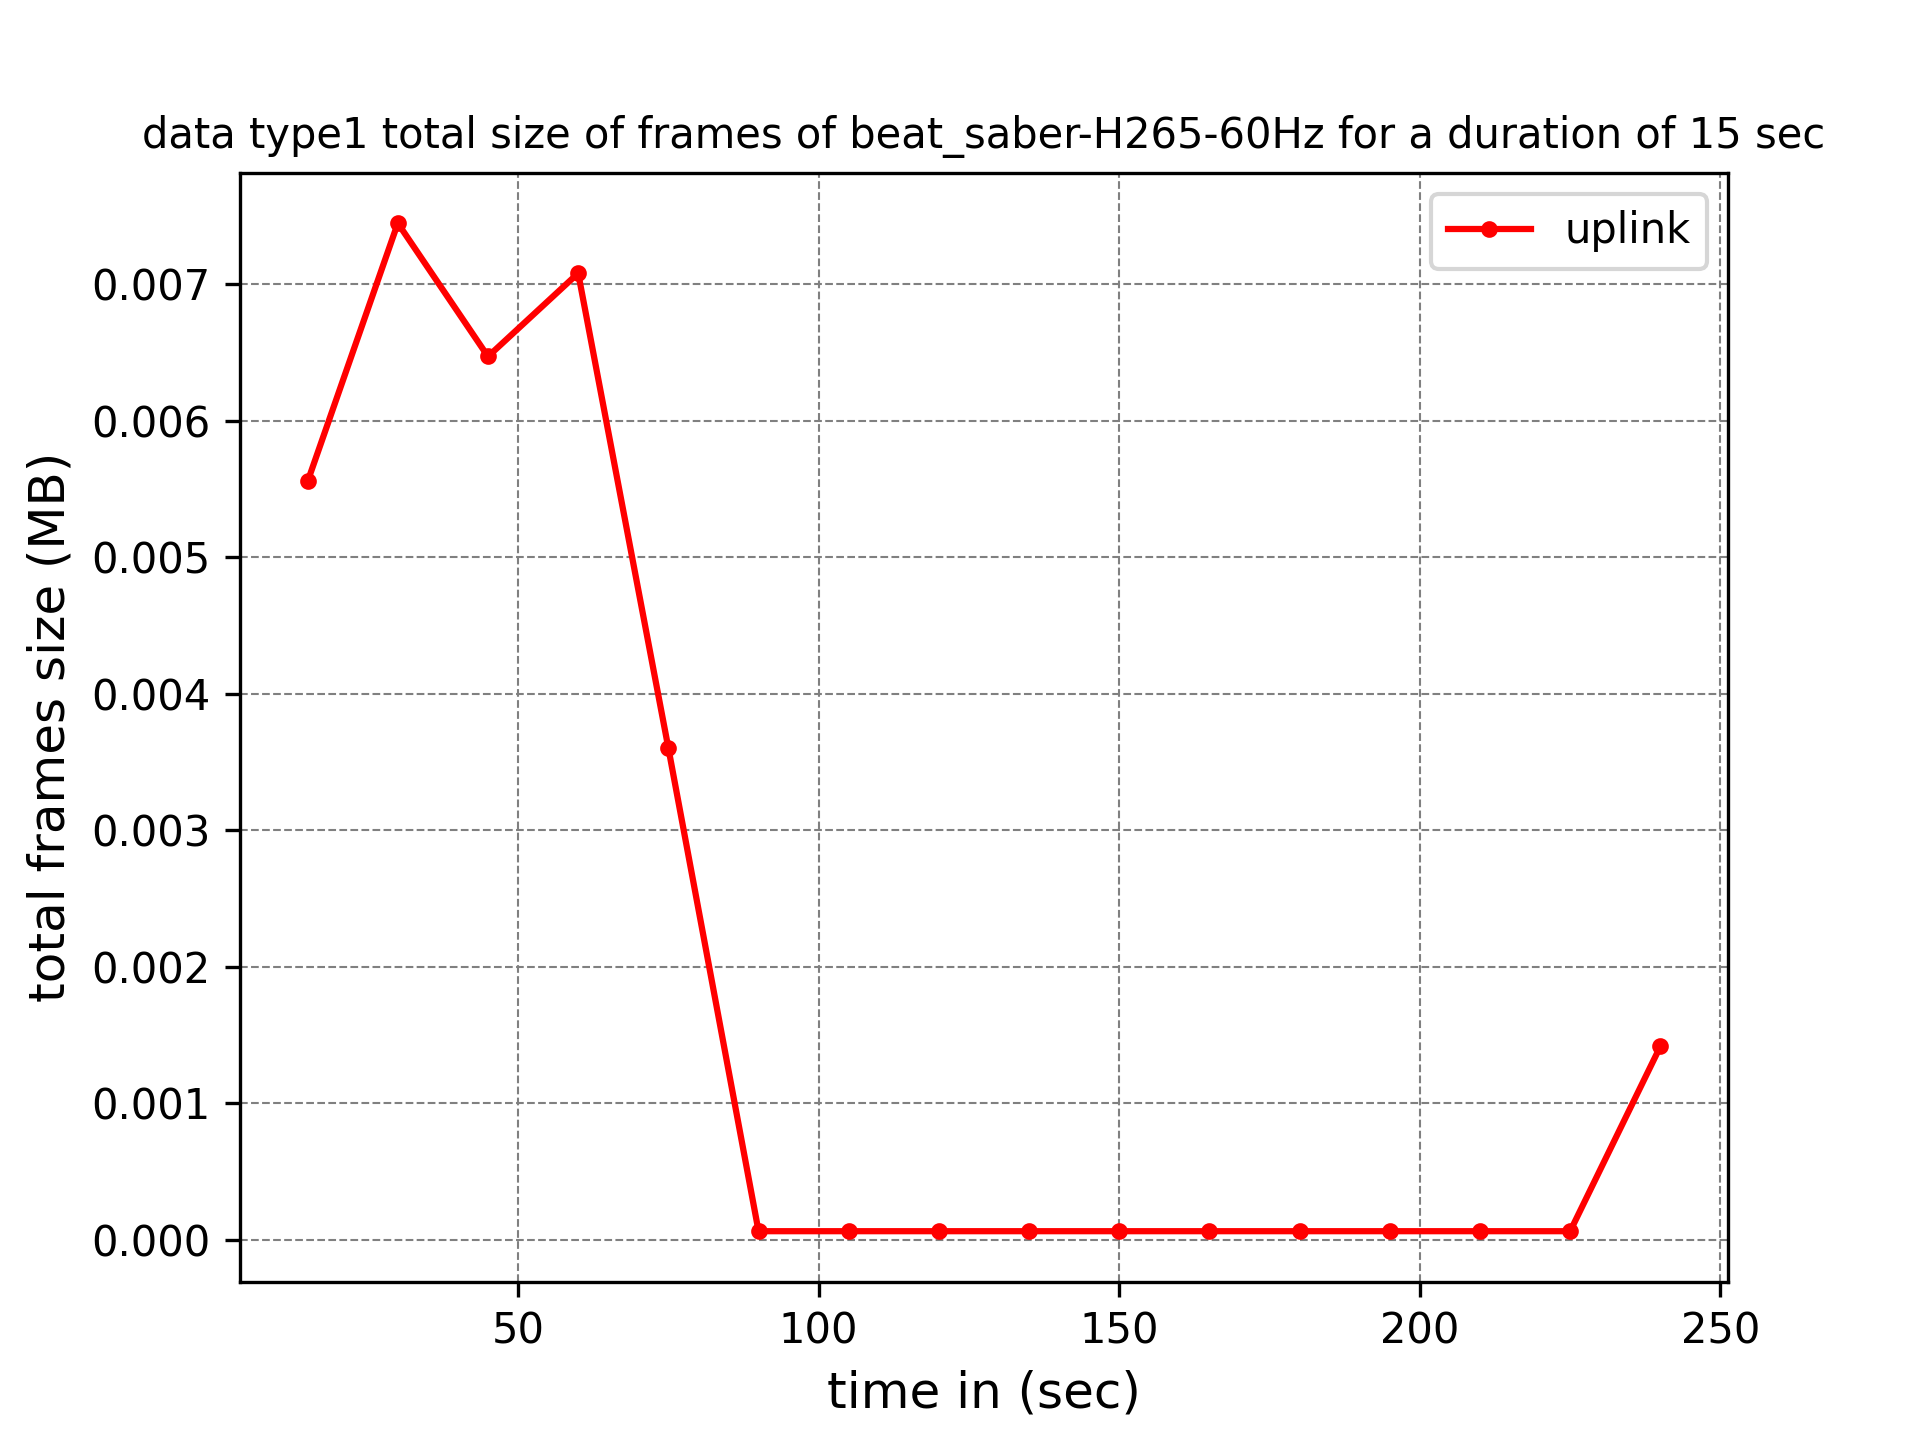 data type1 total size of frames of beat_saber-H265-60Hz for a duration of 15 sec
uplink
total frames size (MB)
0.007
0.006
0.005
0.004
0.003
0.002
0.001
0.000
50 100 150 200 250
time in (sec)